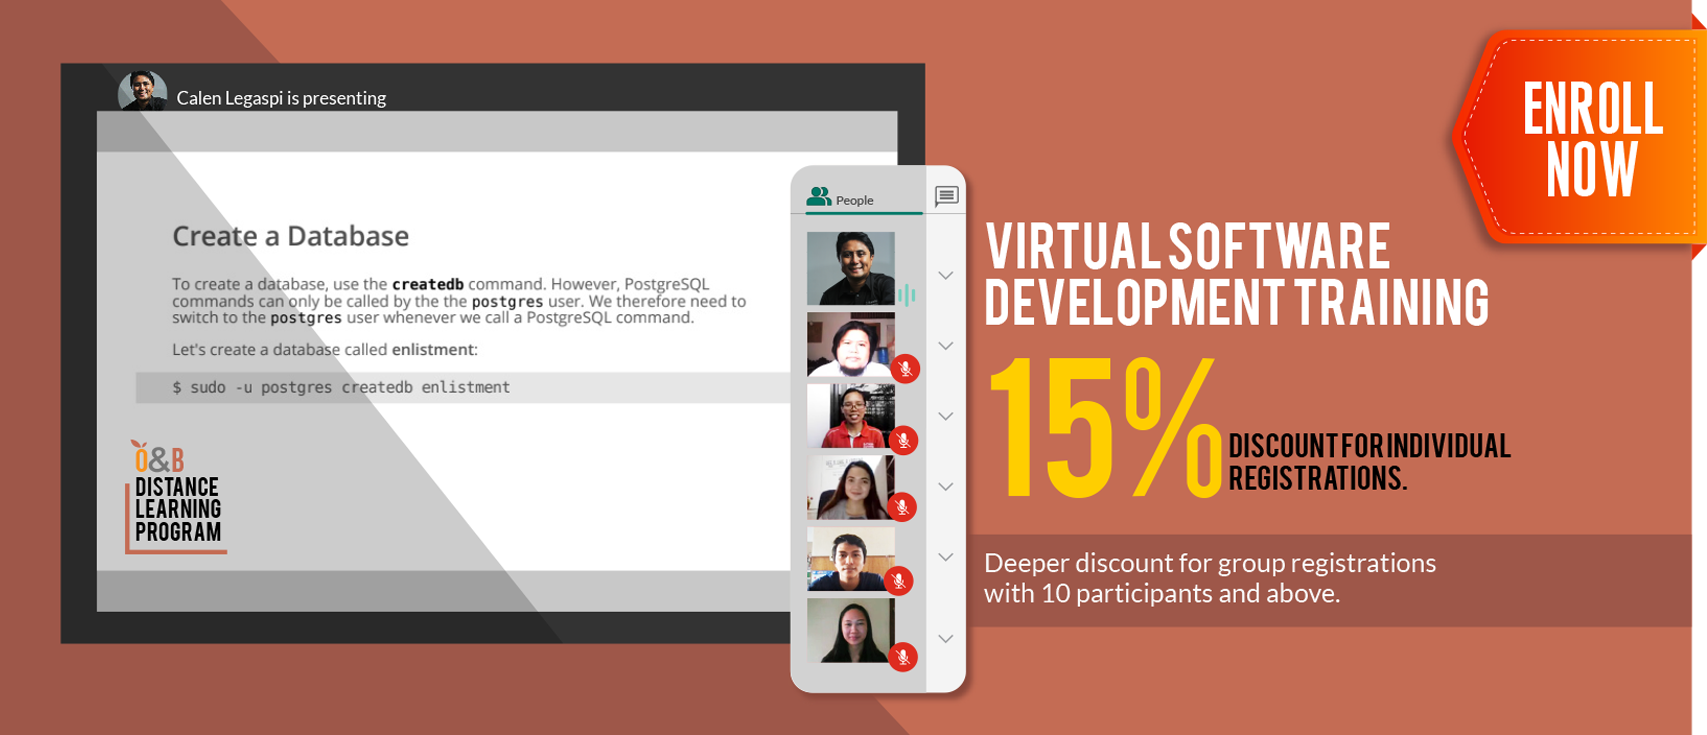 Calen Legaspi is presenting
Create a Database
To create a database, use the createdb command. However, PostgreSQL
commands can only be called by the the postgres user. We therefore need to
switch to the postgres user whenever we call a PostgreSQL command.
Let's create a database called enlistment:
$ sudo -u postgres createdb enlistment
O&B
DISTANCE
LEARNING
PROGRAM
People
ENROLL
NOW
VIRTUAL SOFTWARE
DEVELOPMENT TRAINING
15%
DISCOUNT FOR INDIVIDUAL
REGISTRATIONS.
Deeper discount for group registrations
with 10 participants and above.